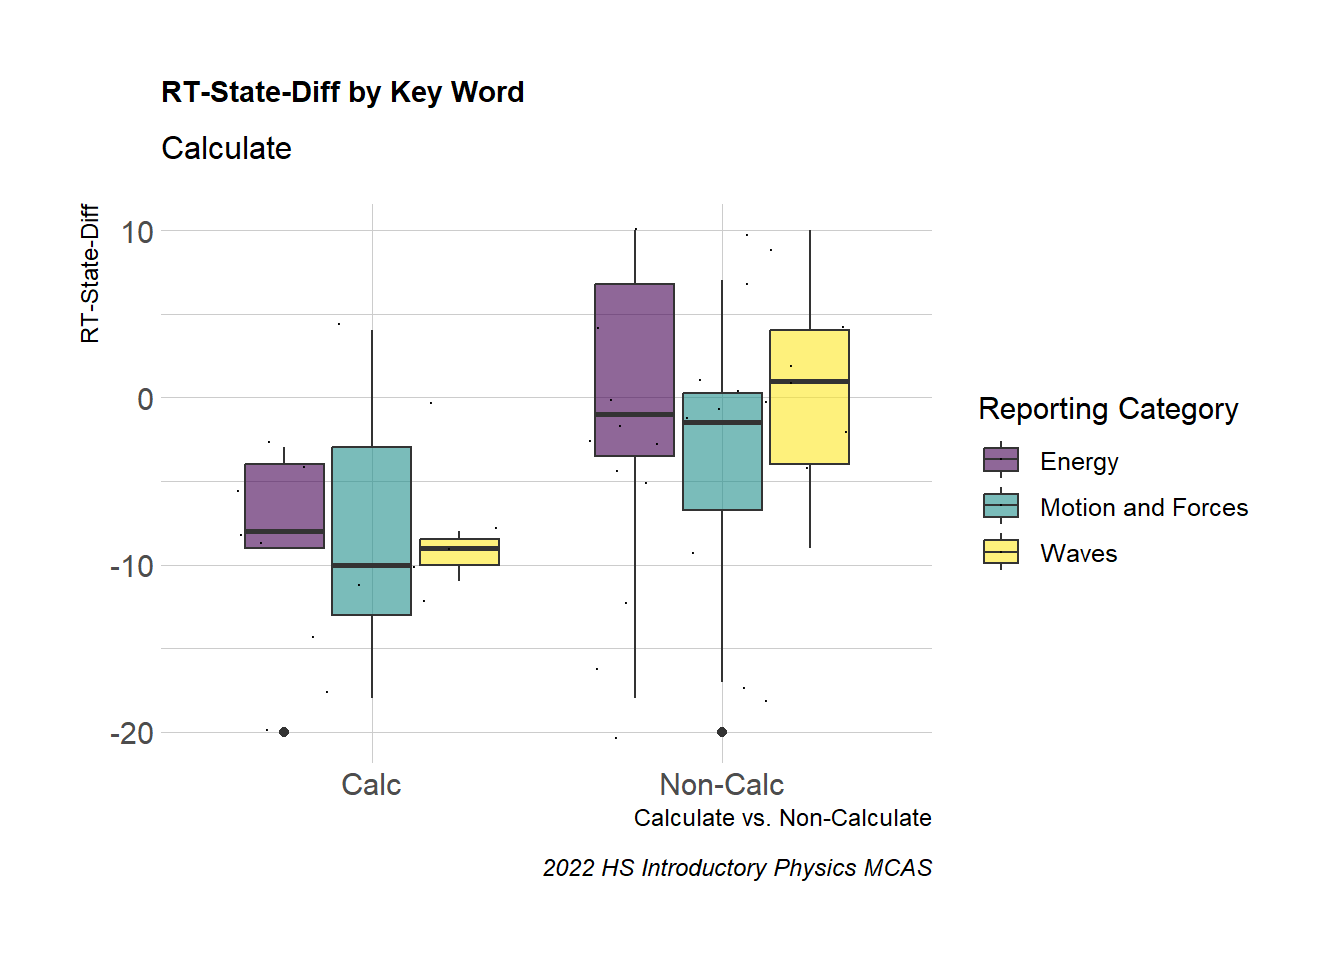 RT-State-Diff by Key Word
Calculate
RT-State-Diff
10
0
-10
-20
Calc
Non-Calc
Calculate vs. Non-Calculate
2022 HS Introductory Physics MCAS
Reporting Category
Energy
Motion and Forces
Waves